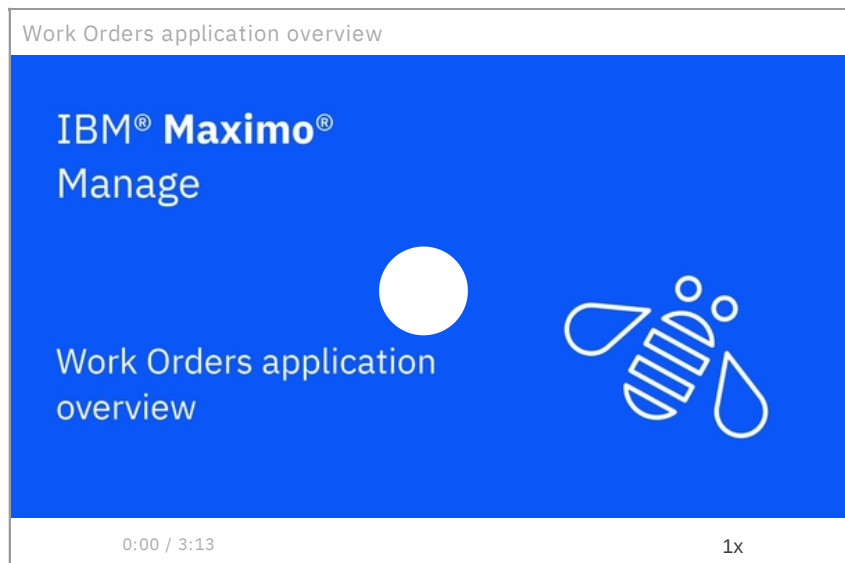 Work Orders application overview
IBM® Maximo®
Manage
Work Orders application
overview
0:00 / 3:13
1x